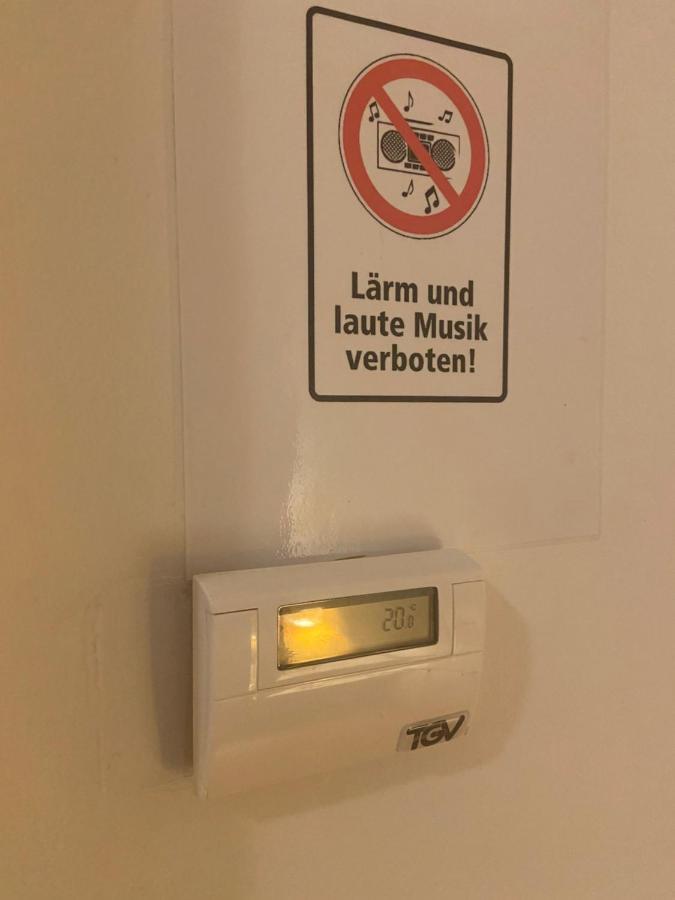 Lärm und
laute Musik
verboten!
20.0 °C
TGV